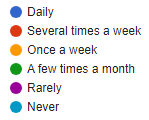 Daily
Several times a week
Once a week
A few times a month
Rarely
Never